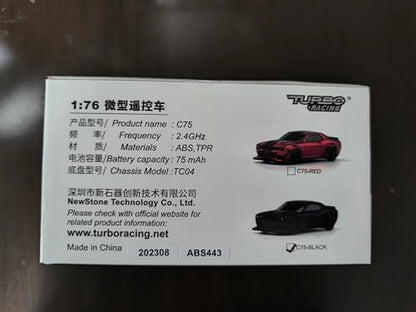 1:76 微型遥控车
TURBO RACING
产品型号/ Product name : C75
频 率/ Frequency : 2.4GHz
材 料/ Materials : ABS,TPR
电池容量/Battery capacity : 75 mAh
底盘型号/ Chassis Model :TC04
C75-RED
深圳市新石器创新技术有限公司
NewStone Technology Co., Ltd.
Please check with official website for
related product information:
www.turboracing.net
C75-BLACK
Made in China 202308 ABS443